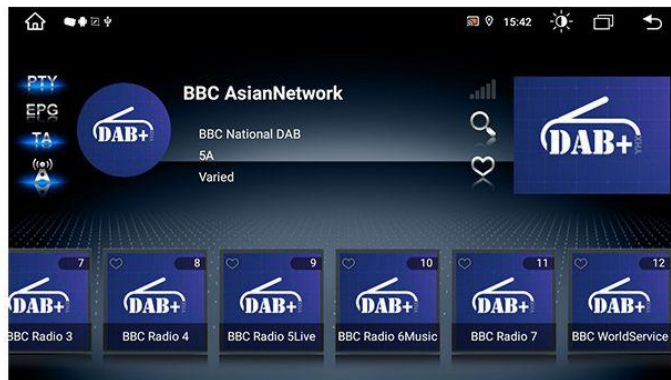 15:42
PTY
EPG
TA
DAB+
BBC AsianNetwork
BBC National DAB
5A
Varied
DAB+
7
DAB+
BBC Radio 3
8
DAB+
BBC Radio 4
9
DAB+
BBC Radio 5Live
10
DAB+
BBC Radio 6Music
11
DAB+
BBC Radio 7
12
DAB+
BBC WorldService